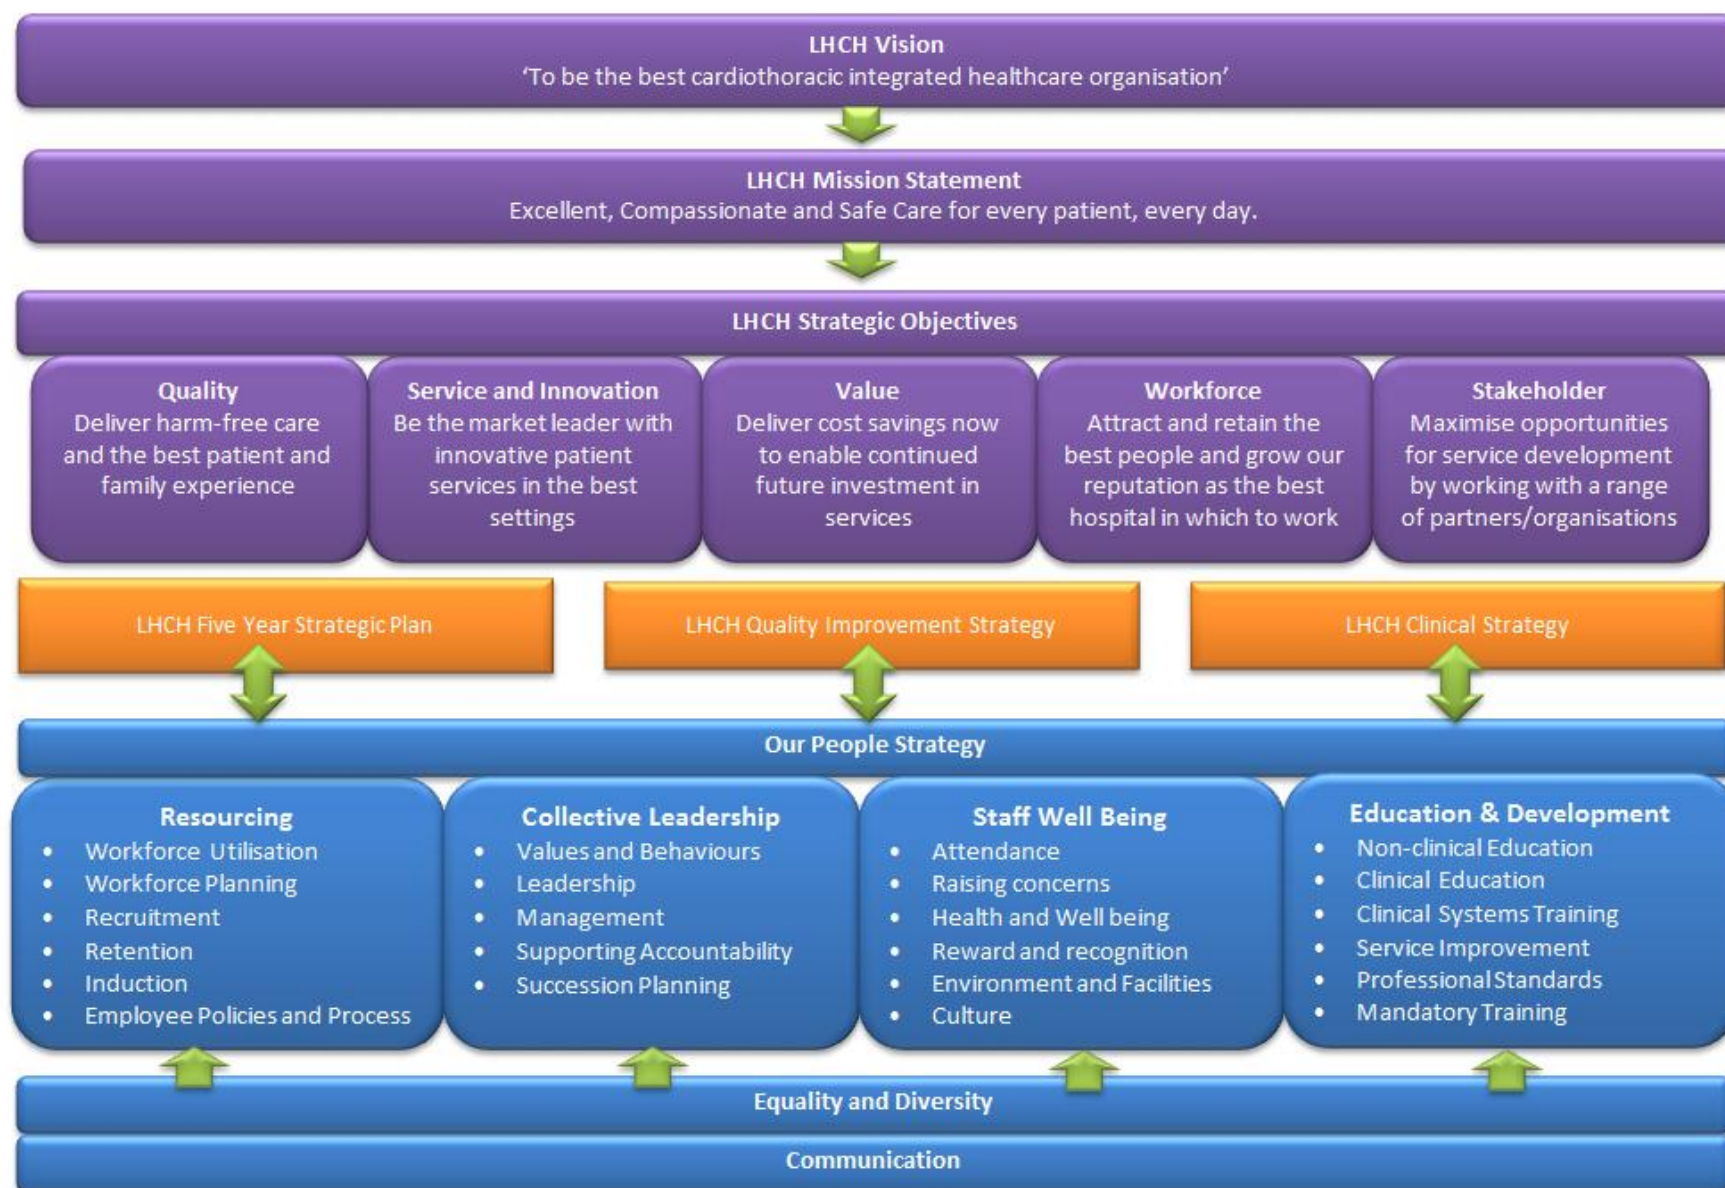 LHCH Vision
‘To be the best cardiothoracic integrated healthcare organisation’
LHCH Mission Statement
Excellent, Compassionate and Safe Care for every patient, every day.
LHCH Strategic Objectives
Quality
Deliver harm-free care
and the best patient and
family experience
Service and Innovation
Be the market leader with
innovative patient
services in the best
settings
Value
Deliver cost savings now
to enable continued
future investment in
services
Workforce
Attract and retain the
best people and grow our
reputation as the best
hospital in which to work
Stakeholder
Maximise opportunities
for service development
by working with a range
of partners/organisations
LHCH Five Year Strategic Plan
LHCH Quality Improvement Strategy
LHCH Clinical Strategy
Our People Strategy
Resourcing
• Workforce Utilisation
• Workforce Planning
• Recruitment
• Retention
• Induction
• Employee Policies and Process
Collective Leadership
• Values and Behaviours
• Leadership
• Management
• Supporting Accountability
• Succession Planning
Staff Well Being
• Attendance
• Raising concerns
• Health and Well being
• Reward and recognition
• Environment and Facilities
• Culture
Education & Development
• Non-clinical Education
• Clinical Education
• Clinical Systems Training
• Service Improvement
• Professional Standards
• Mandatory Training
Equality and Diversity
Communication